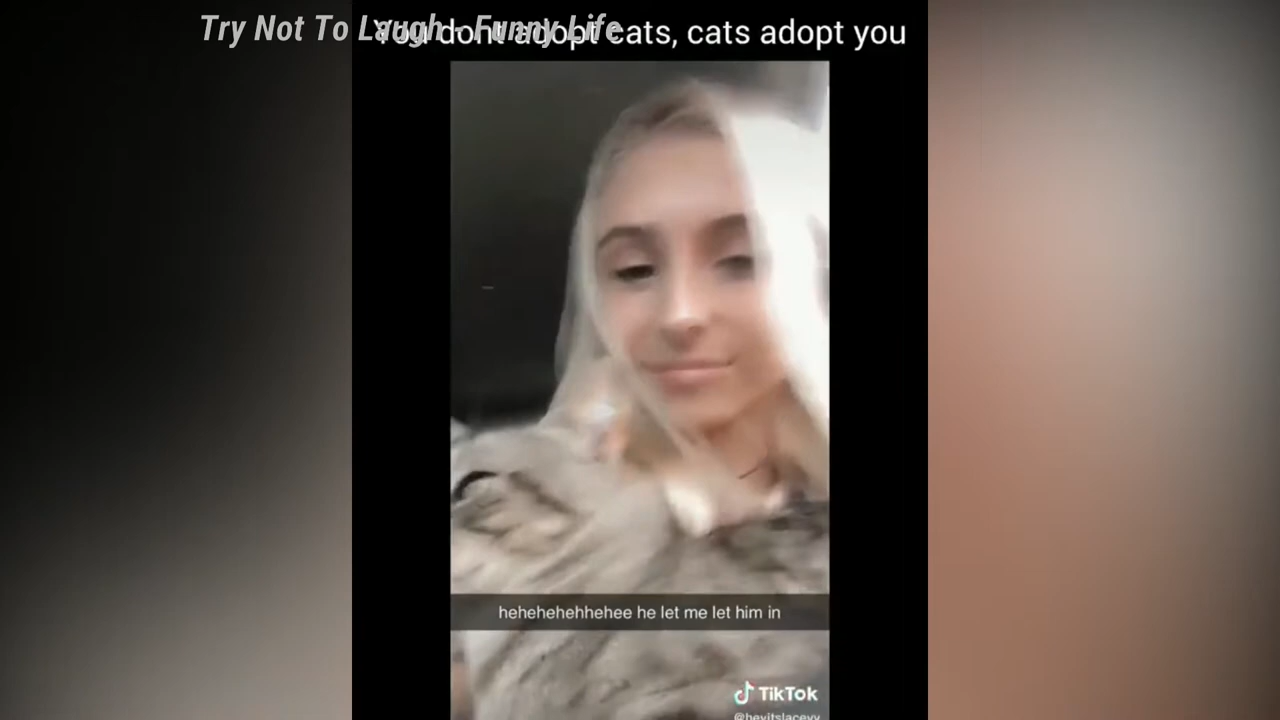 Try Not To Laugh - Funny Life
You dont adopt cats, cats adopt you
hehehehehhehee he let me let him in
TikTok
@heyitslaceyy